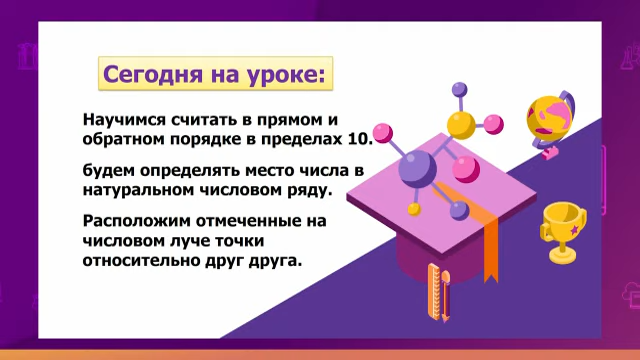 Сегодня на уроке:
Научимся считать в прямом и
обратном порядке в пределах 10.
будем определять место числа в
натуральном числовом ряду.
Расположим отмеченные на
числовом луче точки
относительно друг друга.